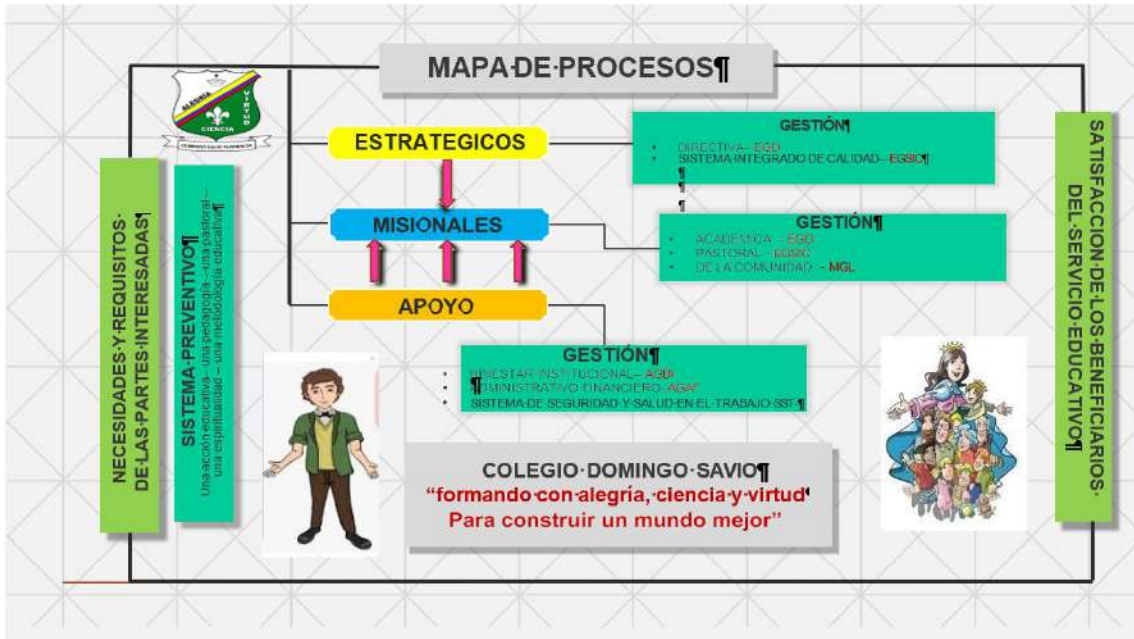 MAPA·DE·PROCESOS¶
ALEGRIA
VIRTUD
CIENCIA
ESTRATEGICOS
MISIONALES
APOYO
GESTIÓN¶
• DIRECTIVA– EGD
• SISTEMA·INTEGRADO·DE·CALIDAD–·EGSIC¶
¶
¶
¶
GESTIÓN¶
• ACADEMICA – EGD
• PASTORAL – EGSIC
• DE LA COMUNIDAD - MGL
GESTIÓN¶
INSTITUCIONAL–
¶
ADMINISTRATIVO FINANCIERO- AGAF
• SISTEMA·DE·SEGURIDAD·Y·SALUD·EN·EL·TRABAJO·SST·¶
NECESIDADES·Y·REQUISITOS·
DE·LAS·PARTES·INTERESADAS¶
SISTEMA·PREVENTIVO¶
Una·acción·educativa–·una·pedagogía·–·una·pastoral–·
una·espiritualidad·–·una·metodología·educativa¶
SATISFACCION·DE·LOS·BENEFICIARIOS·
DEL·SERVICIO·EDUCATIVO¶
COLEGIO·DOMINGO·SAVIO¶
“formando·con·alegría,·ciencia·y·virtud
Para construir un mundo mejor”